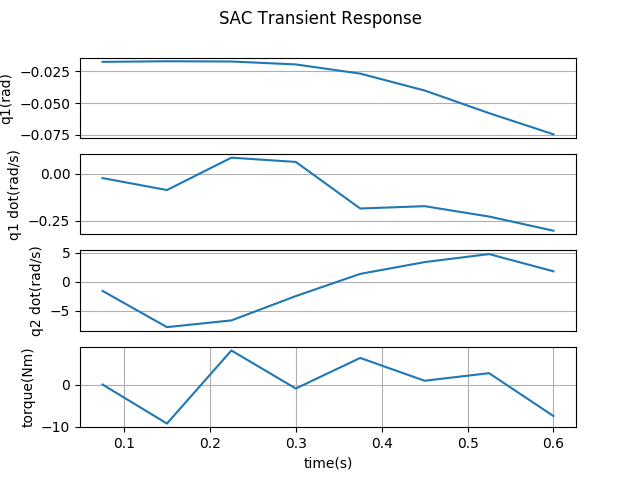 SAC Transient Response
q1(rad)
−0.025
−0.050
−0.075
q1 dot(rad/s)
0.00
−0.25
q2 dot(rad/s)
5
0
−5
torque(Nm)
0
−10
0.1 0.2 0.3 0.4 0.5 0.6
time(s)